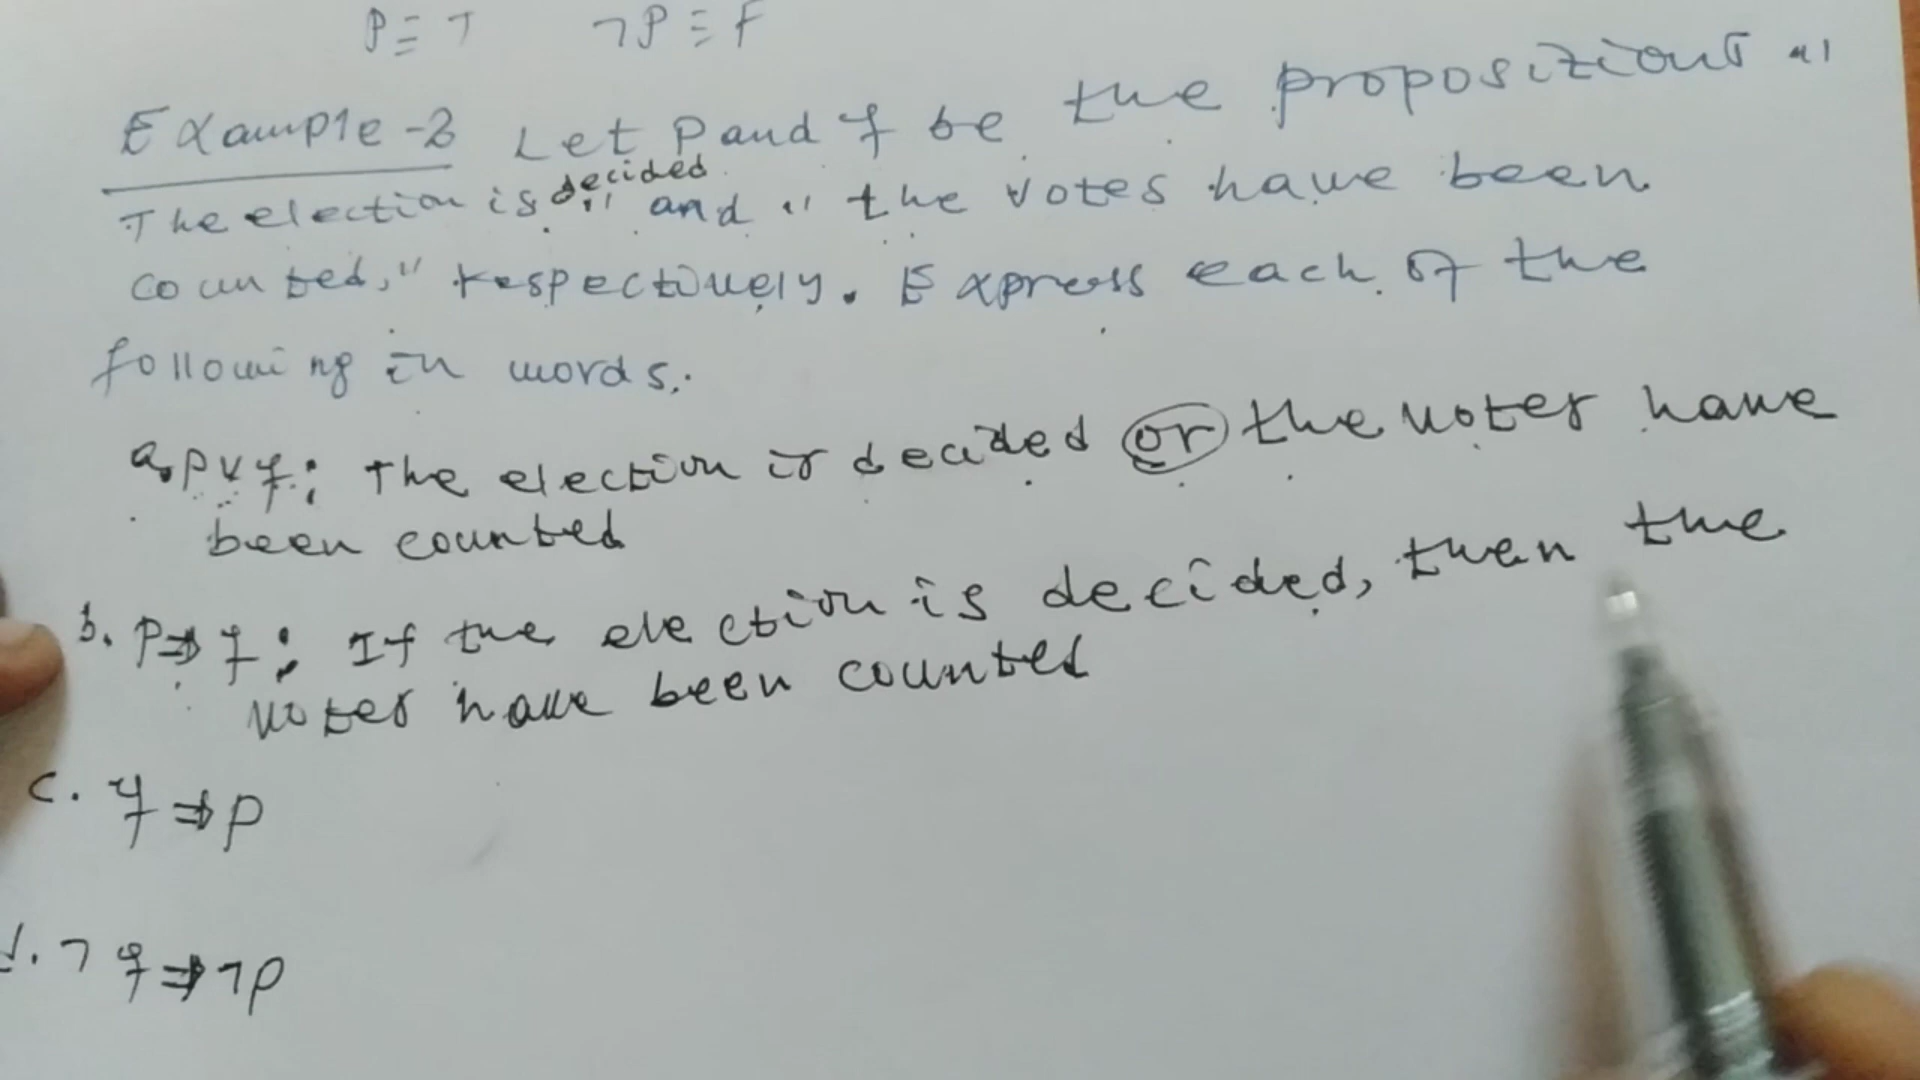 P ≡ T ¬P ≡ F
Example-2 Let P and q be the propositions "
The election is decided" and " the votes have been
counted," respectively. Express each of the
following in words.
a. p ∨ q: The election is decided or the votes have
been counted
b. p ⇒ q: If the election is decided, then the
votes have been counted
c. q ⇒ p
d. ¬q ⇒ ¬p